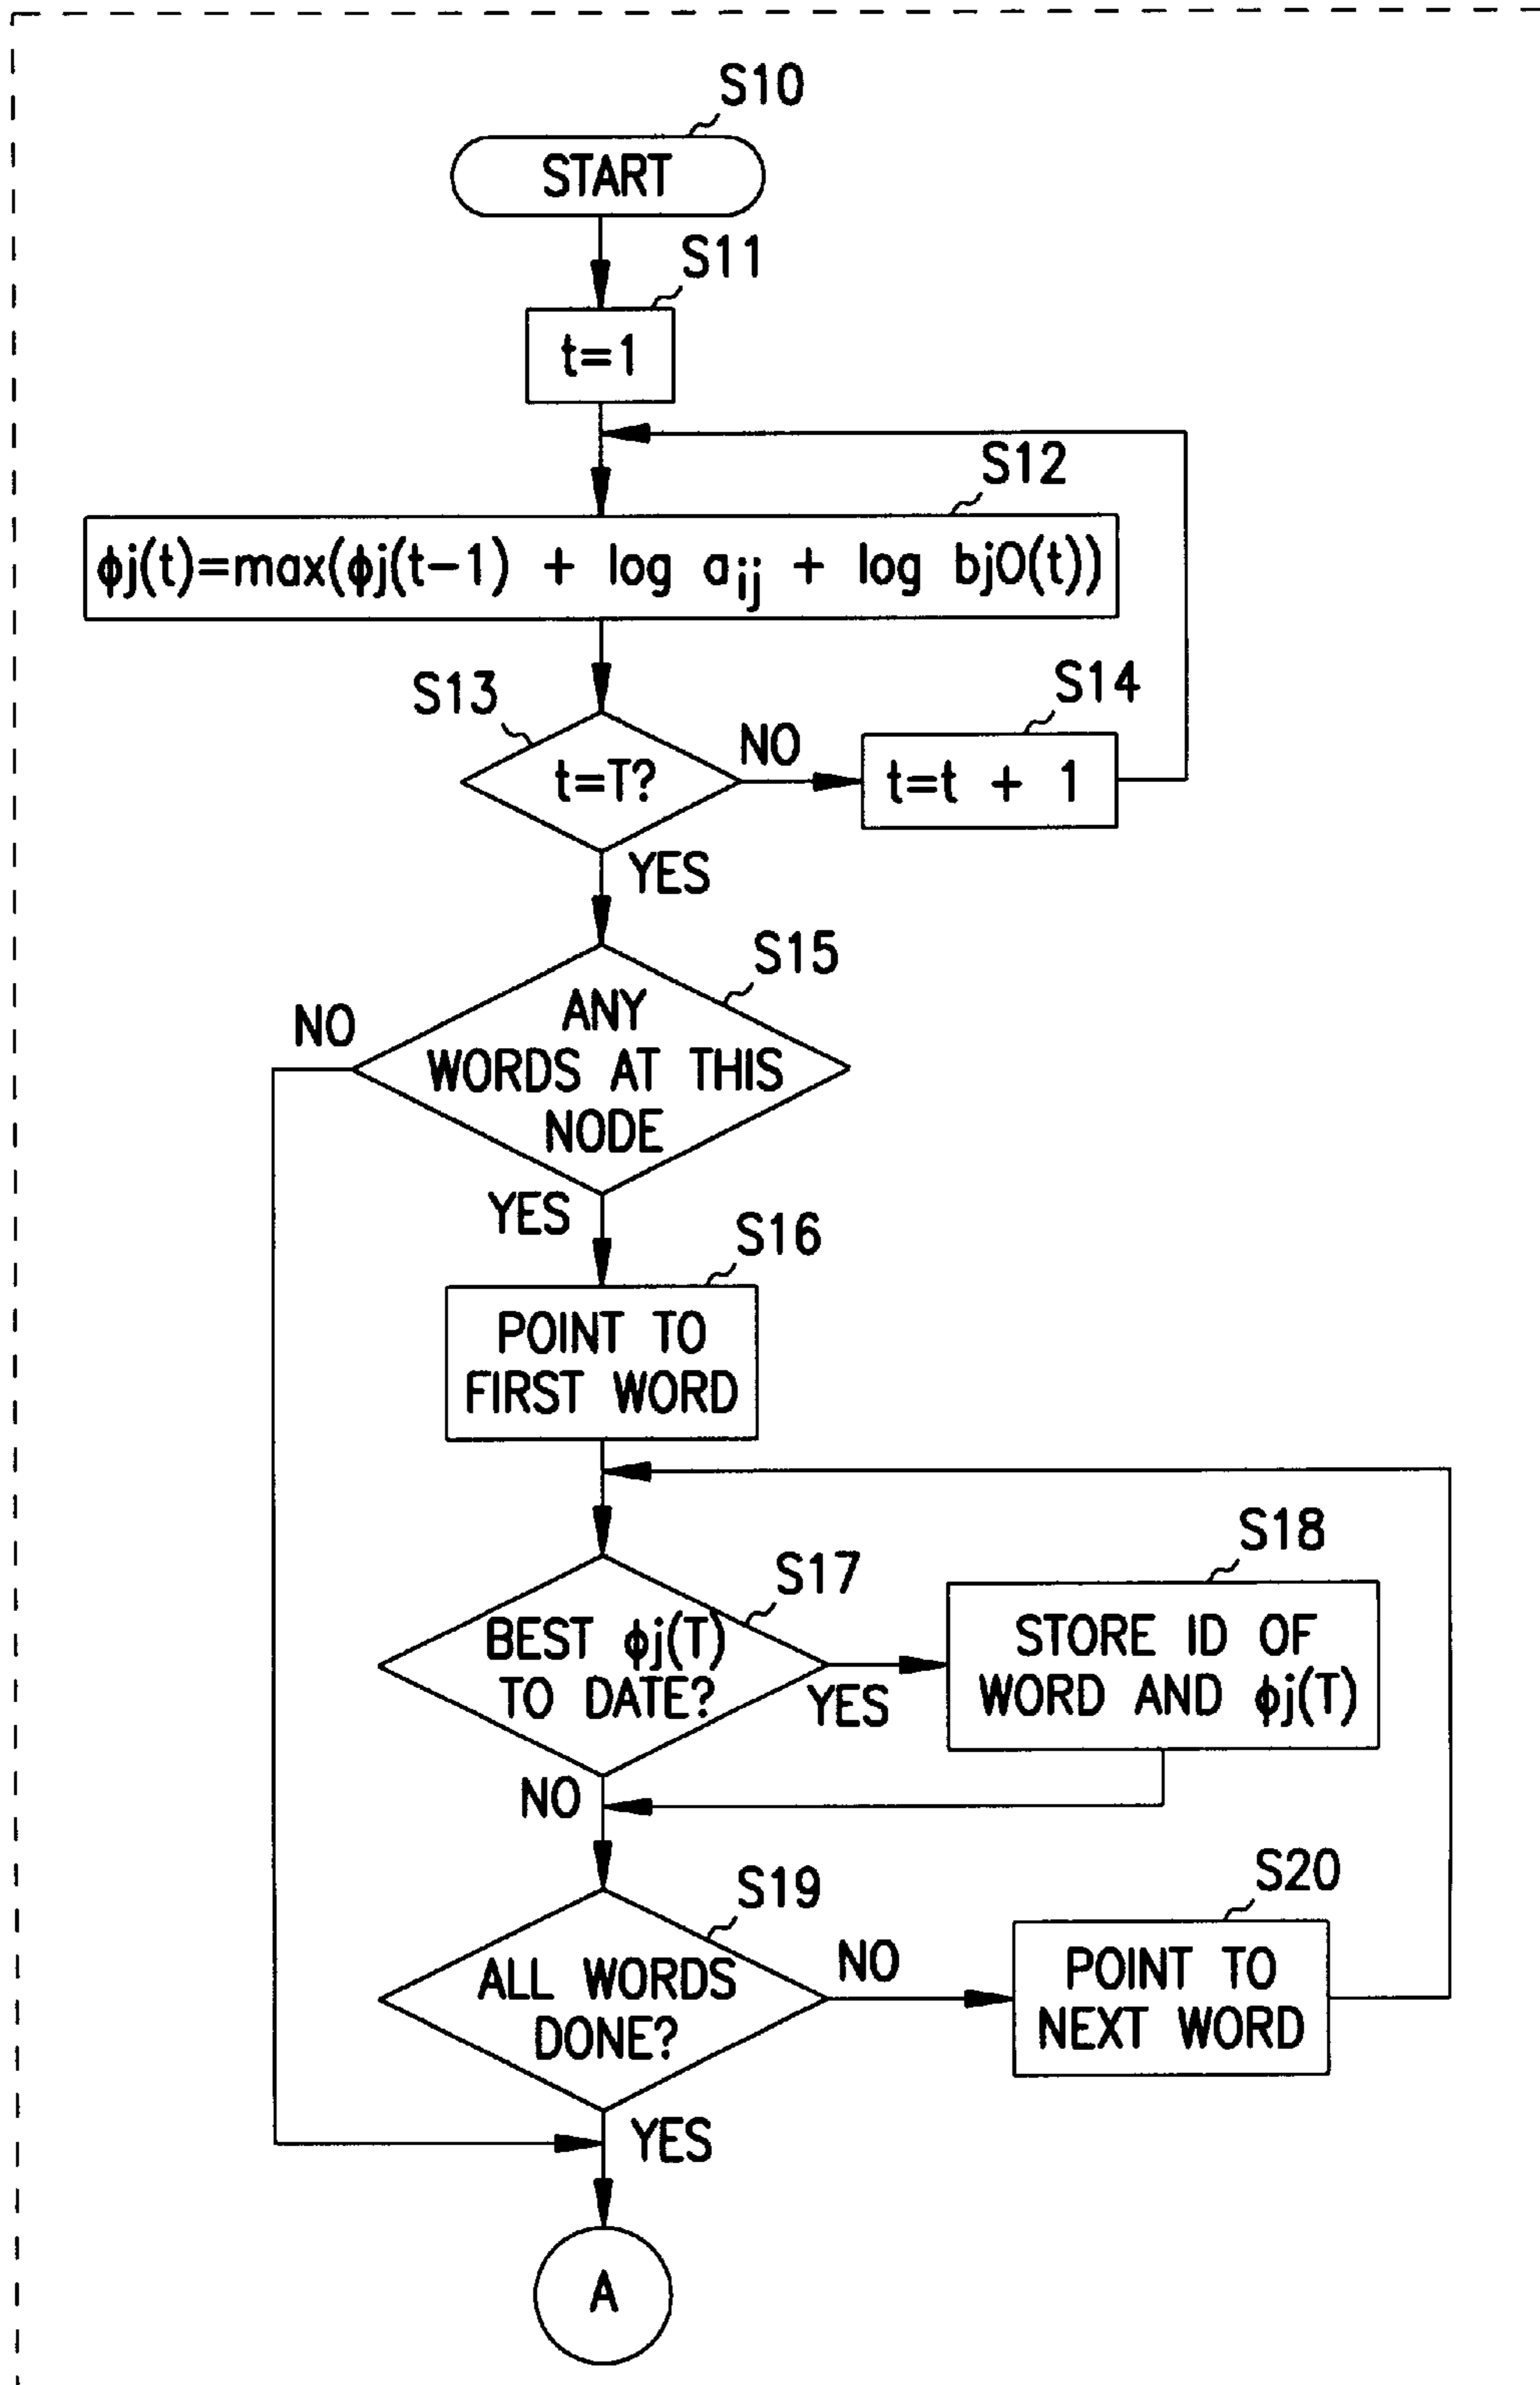 S10
START
S11
t=1
S12
ϕj(t)=max(ϕj(t-1) + log aij + log bjO(t))
S13
t=T?
NO
S14
t=t + 1
YES
S15
NO
ANY
WORDS AT THIS
NODE
YES
S16
POINT TO
FIRST WORD
S17
BEST ϕj(T)
TO DATE?
YES
S18
STORE ID OF
WORD AND ϕj(T)
NO
S19
ALL WORDS
DONE?
NO
S20
POINT TO
NEXT WORD
YES
A